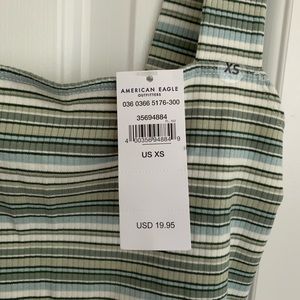 XS
AMERICAN EAGLE
OUTFITTERS
036 0366 5176-300
35694884
4 00356 94884 9
US XS
USD 19.95